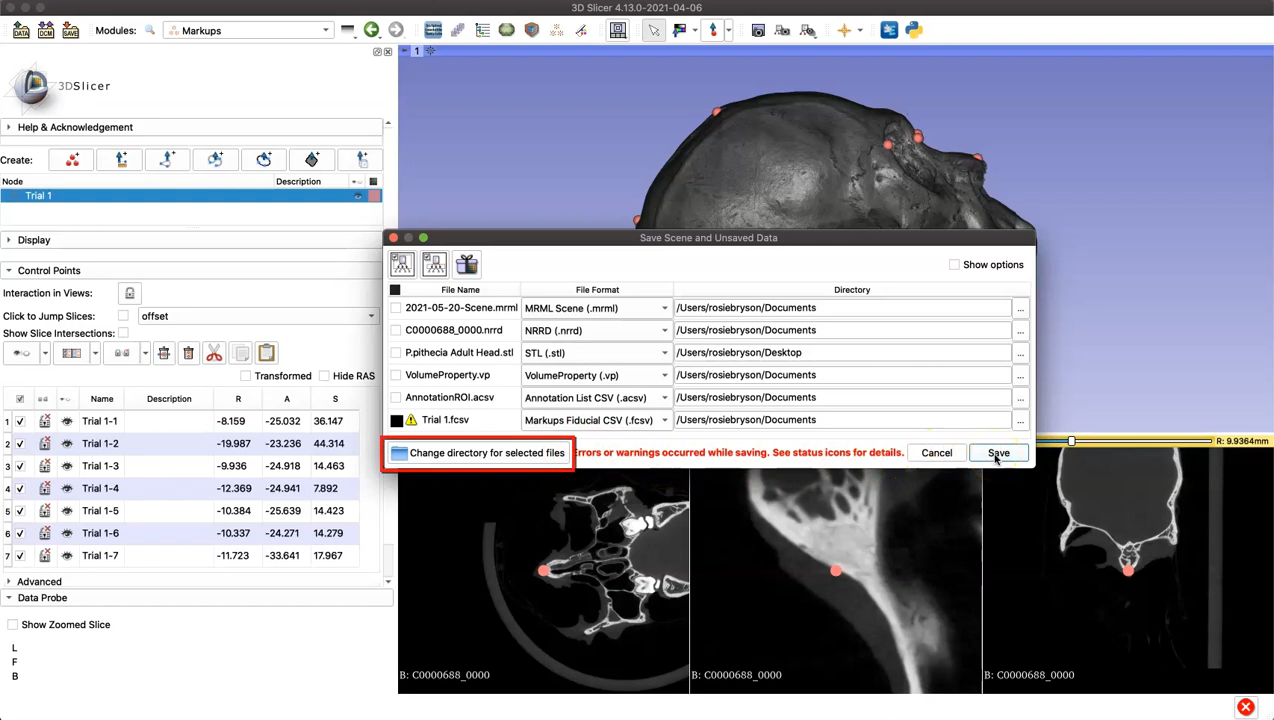 3D Slicer 4.13.0-2021-04-06
DATA
DCM
SAVE
Modules:
Markups
1
3DSlicer
Help & Acknowledgement
Create:
Node
Description
Trial 1
Display
Control Points
Interaction in Views:
Click to Jump Slices:
offset
Show Slice Intersections:
Transformed
Hide RAS
Name Description R A S
1 Trial 1-1 -8.159 -25.032 36.147
2 Trial 1-2 -19.987 -23.236 44.314
3 Trial 1-3 -9.936 -24.918 14.463
4 Trial 1-4 -12.369 -24.941 7.892
5 Trial 1-5 -10.384 -25.639 14.423
6 Trial 1-6 -10.337 -24.271 14.279
7 Trial 1-7 -11.723 -33.641 17.967
Advanced
Data Probe
Show Zoomed Slice
L
F
B
Save Scene and Unsaved Data
Show options
File Name File Format Directory
2021-05-20-Scene.mrml MRML Scene (.mrml) /Users/rosiebryson/Documents ...
C0000688_0000.nrrd NRRD (.nrrd) /Users/rosiebryson/Documents ...
P.pithecia Adult Head.stl STL (.stl) /Users/rosiebryson/Desktop ...
VolumeProperty.vp VolumeProperty (.vp) /Users/rosiebryson/Documents ...
AnnotationROI.acsv Annotation List CSV (.acsv) /Users/rosiebryson/Documents ...
Trial 1.fcsv Markups Fiducial CSV (.fcsv) /Users/rosiebryson/Documents ...
Change directory for selected files
Errors or warnings occurred while saving. See status icons for details.
Cancel
Save
R: 9.9364mm
B: C0000688_0000
B: C0000688_0000
B: C0000688_0000